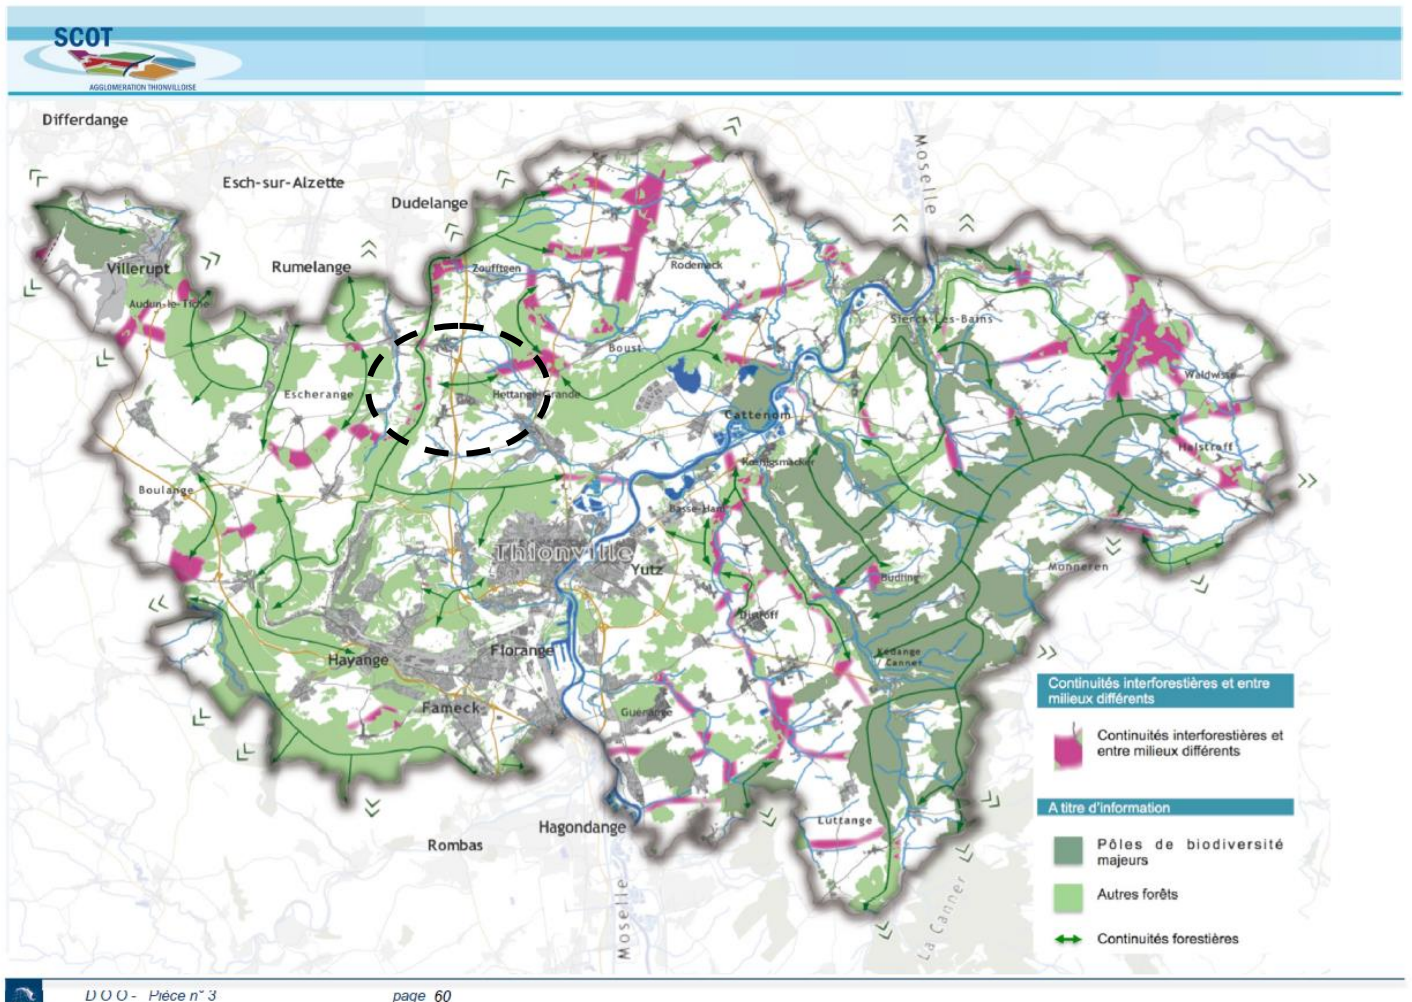 SCOT
AGGLOMERATION THIONVILLOISE
Differdange
Esch-sur-Alzette
Dudelange
Moselle
Rumelange
Villerupt
Audun-le-Tiche
Zoufftgen
Rodemack
Sierck-Les-Bains
Boust
Escherange
Hettange-Grande
Waldwisse
Cattenom
Halstroff
Koenigsmacker
Boulange
Basse-Ham
Thionville
Yutz
Budling
Monneren
Distroff
Hayange
Florange
Kédange
Canner
Fameck
Guénange
Luttange
Hagondange
Rombas
Moselle
La Canner
Continuités interforestières et entre
milieux différents
Continuités interforestières et
entre milieux différents
A titre d'information
Pôles de biodiversité
majeurs
Autres forêts
Continuités forestières
DOO - Pièce n° 3
page 60